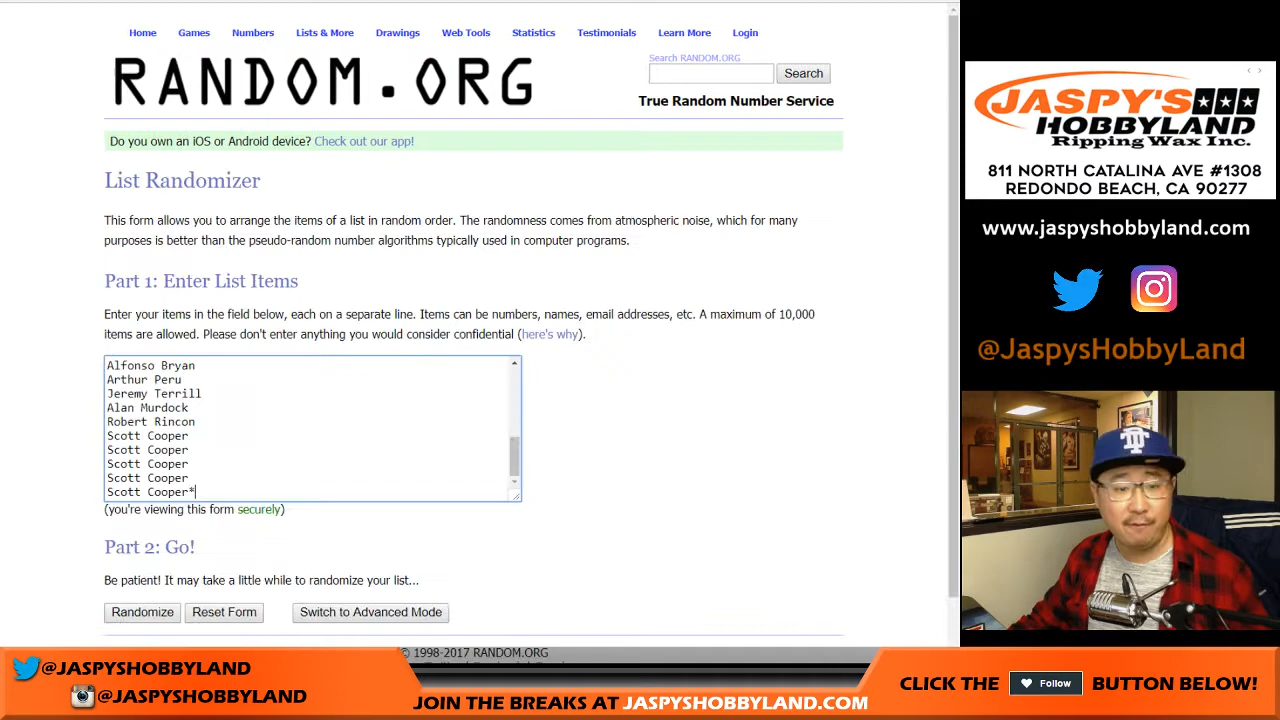 Home Games Numbers Lists & More Drawings Web Tools Statistics Testimonials Learn More Login
RANDOM.ORG
Search RANDOM.ORG
Search
True Random Number Service
Do you own an iOS or Android device? Check out our app!
List Randomizer
This form allows you to arrange the items of a list in random order. The randomness comes from atmospheric noise, which for many
purposes is better than the pseudo-random number algorithms typically used in computer programs.
Part 1: Enter List Items
Enter your items in the field below, each on a separate line. Items can be numbers, names, email addresses, etc. A maximum of 10,000
items are allowed. Please don't enter anything you would consider confidential (here's why).
Alfonso Bryan
Arthur Peru
Jeremy Terrill
Alan Murdock
Robert Rincon
Scott Cooper
Scott Cooper
Scott Cooper
Scott Cooper
Scott Cooper*
(you're viewing this form securely)
Part 2: Go!
Be patient! It may take a little while to randomize your list...
Randomize Reset Form Switch to Advanced Mode
© 1998-2017 RANDOM.ORG
JASPY'S
HOBBYLAND
Ripping Wax Inc.
811 NORTH CATALINA AVE #1308
REDONDO BEACH, CA 90277
www.jaspyshobbyland.com
@JaspysHobbyLand
@JASPYSHOBBYLAND
@JASPYSHOBBYLAND
JOIN THE BREAKS AT JASPYSHOBBYLAND.COM
CLICK THE Follow BUTTON BELOW!